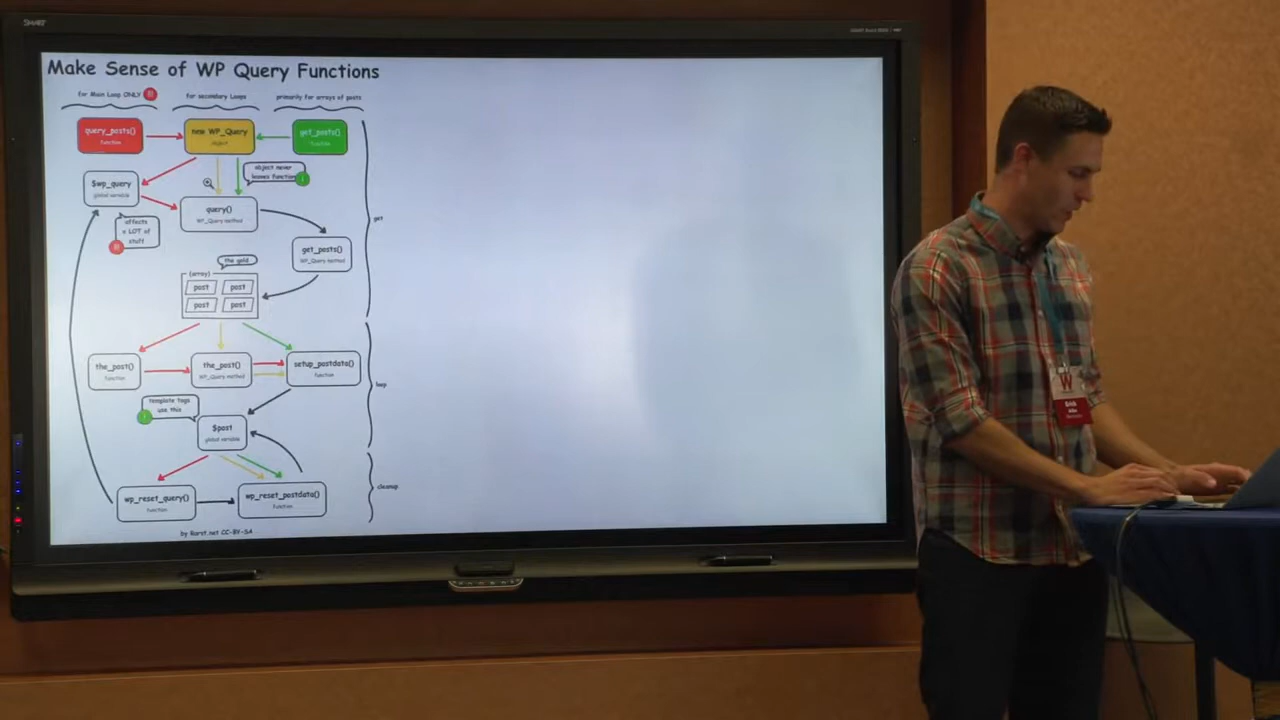 SMART
Make Sense of WP Query Functions
for Main Loop ONLY
for secondary Loops
primarily for arrays of posts
query_posts()
function
new WP_Query
object
get_posts()
function
object never
leaves function
$wp_query
global variable
query()
WP_Query method
affects
a LOT of
stuff
get
get_posts()
WP_Query method
the gold
(array)
post post
post post
the_post()
function
the_post()
WP_Query method
setup_postdata()
function
loop
template tags
use this
$post
global variable
wp_reset_query()
function
wp_reset_postdata()
function
cleanup
by Rarst.net CC-BY-SA
W